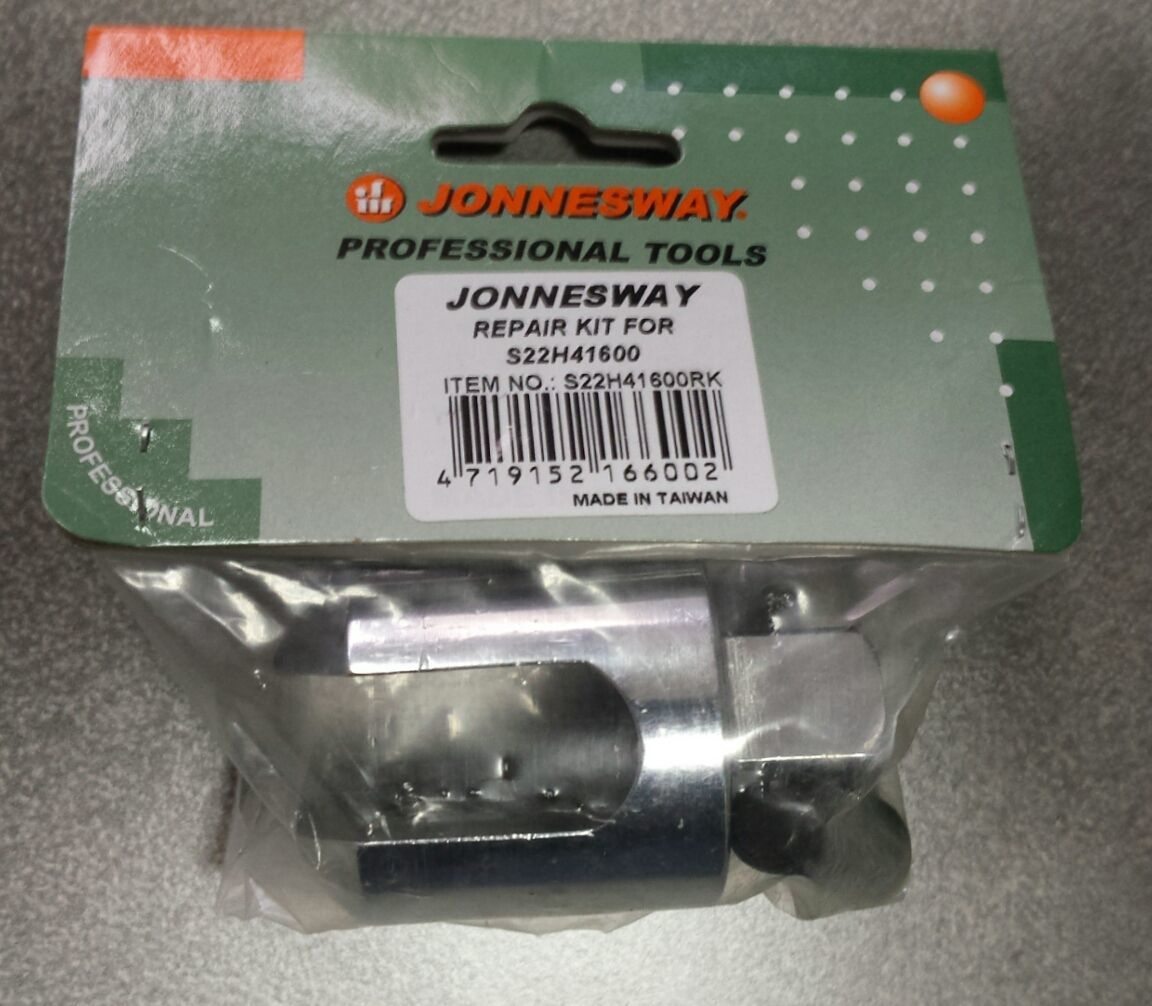 JONNESWAY
PROFESSIONAL TOOLS
JONNESWAY
REPAIR KIT FOR
S22H41600
ITEM NO.: S22H41600RK
4 719152 166002
MADE IN TAIWAN
PROFESSIONAL